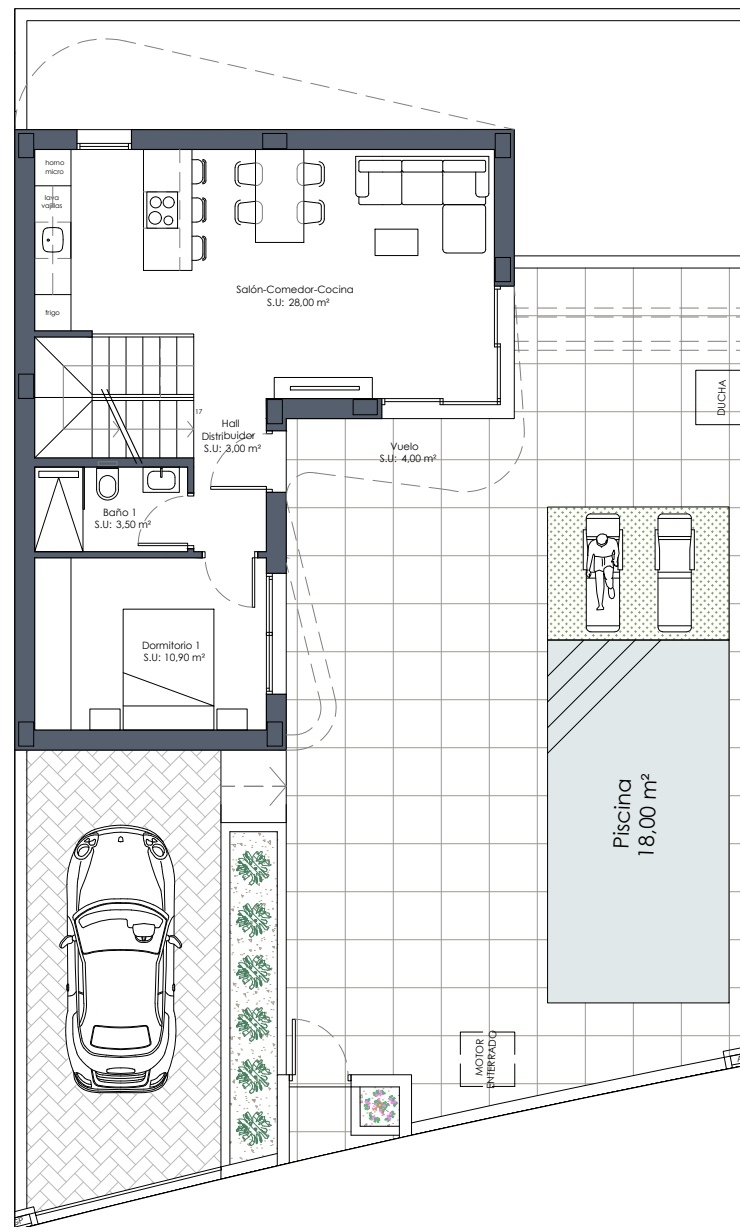 horno
micro
lava
vajillas
frigo
Salón-Comedor-Cocina
S.U: 28,00 m²
17
Hall
Distribuidor
S.U: 3,00 m²
Vuelo
S.U: 4,00 m²
DUCHA
Baño 1
S.U: 3,50 m²
Dormitorio 1
S.U: 10,90 m²
Piscina
18,00 m²
MOTOR
ENTERRADO